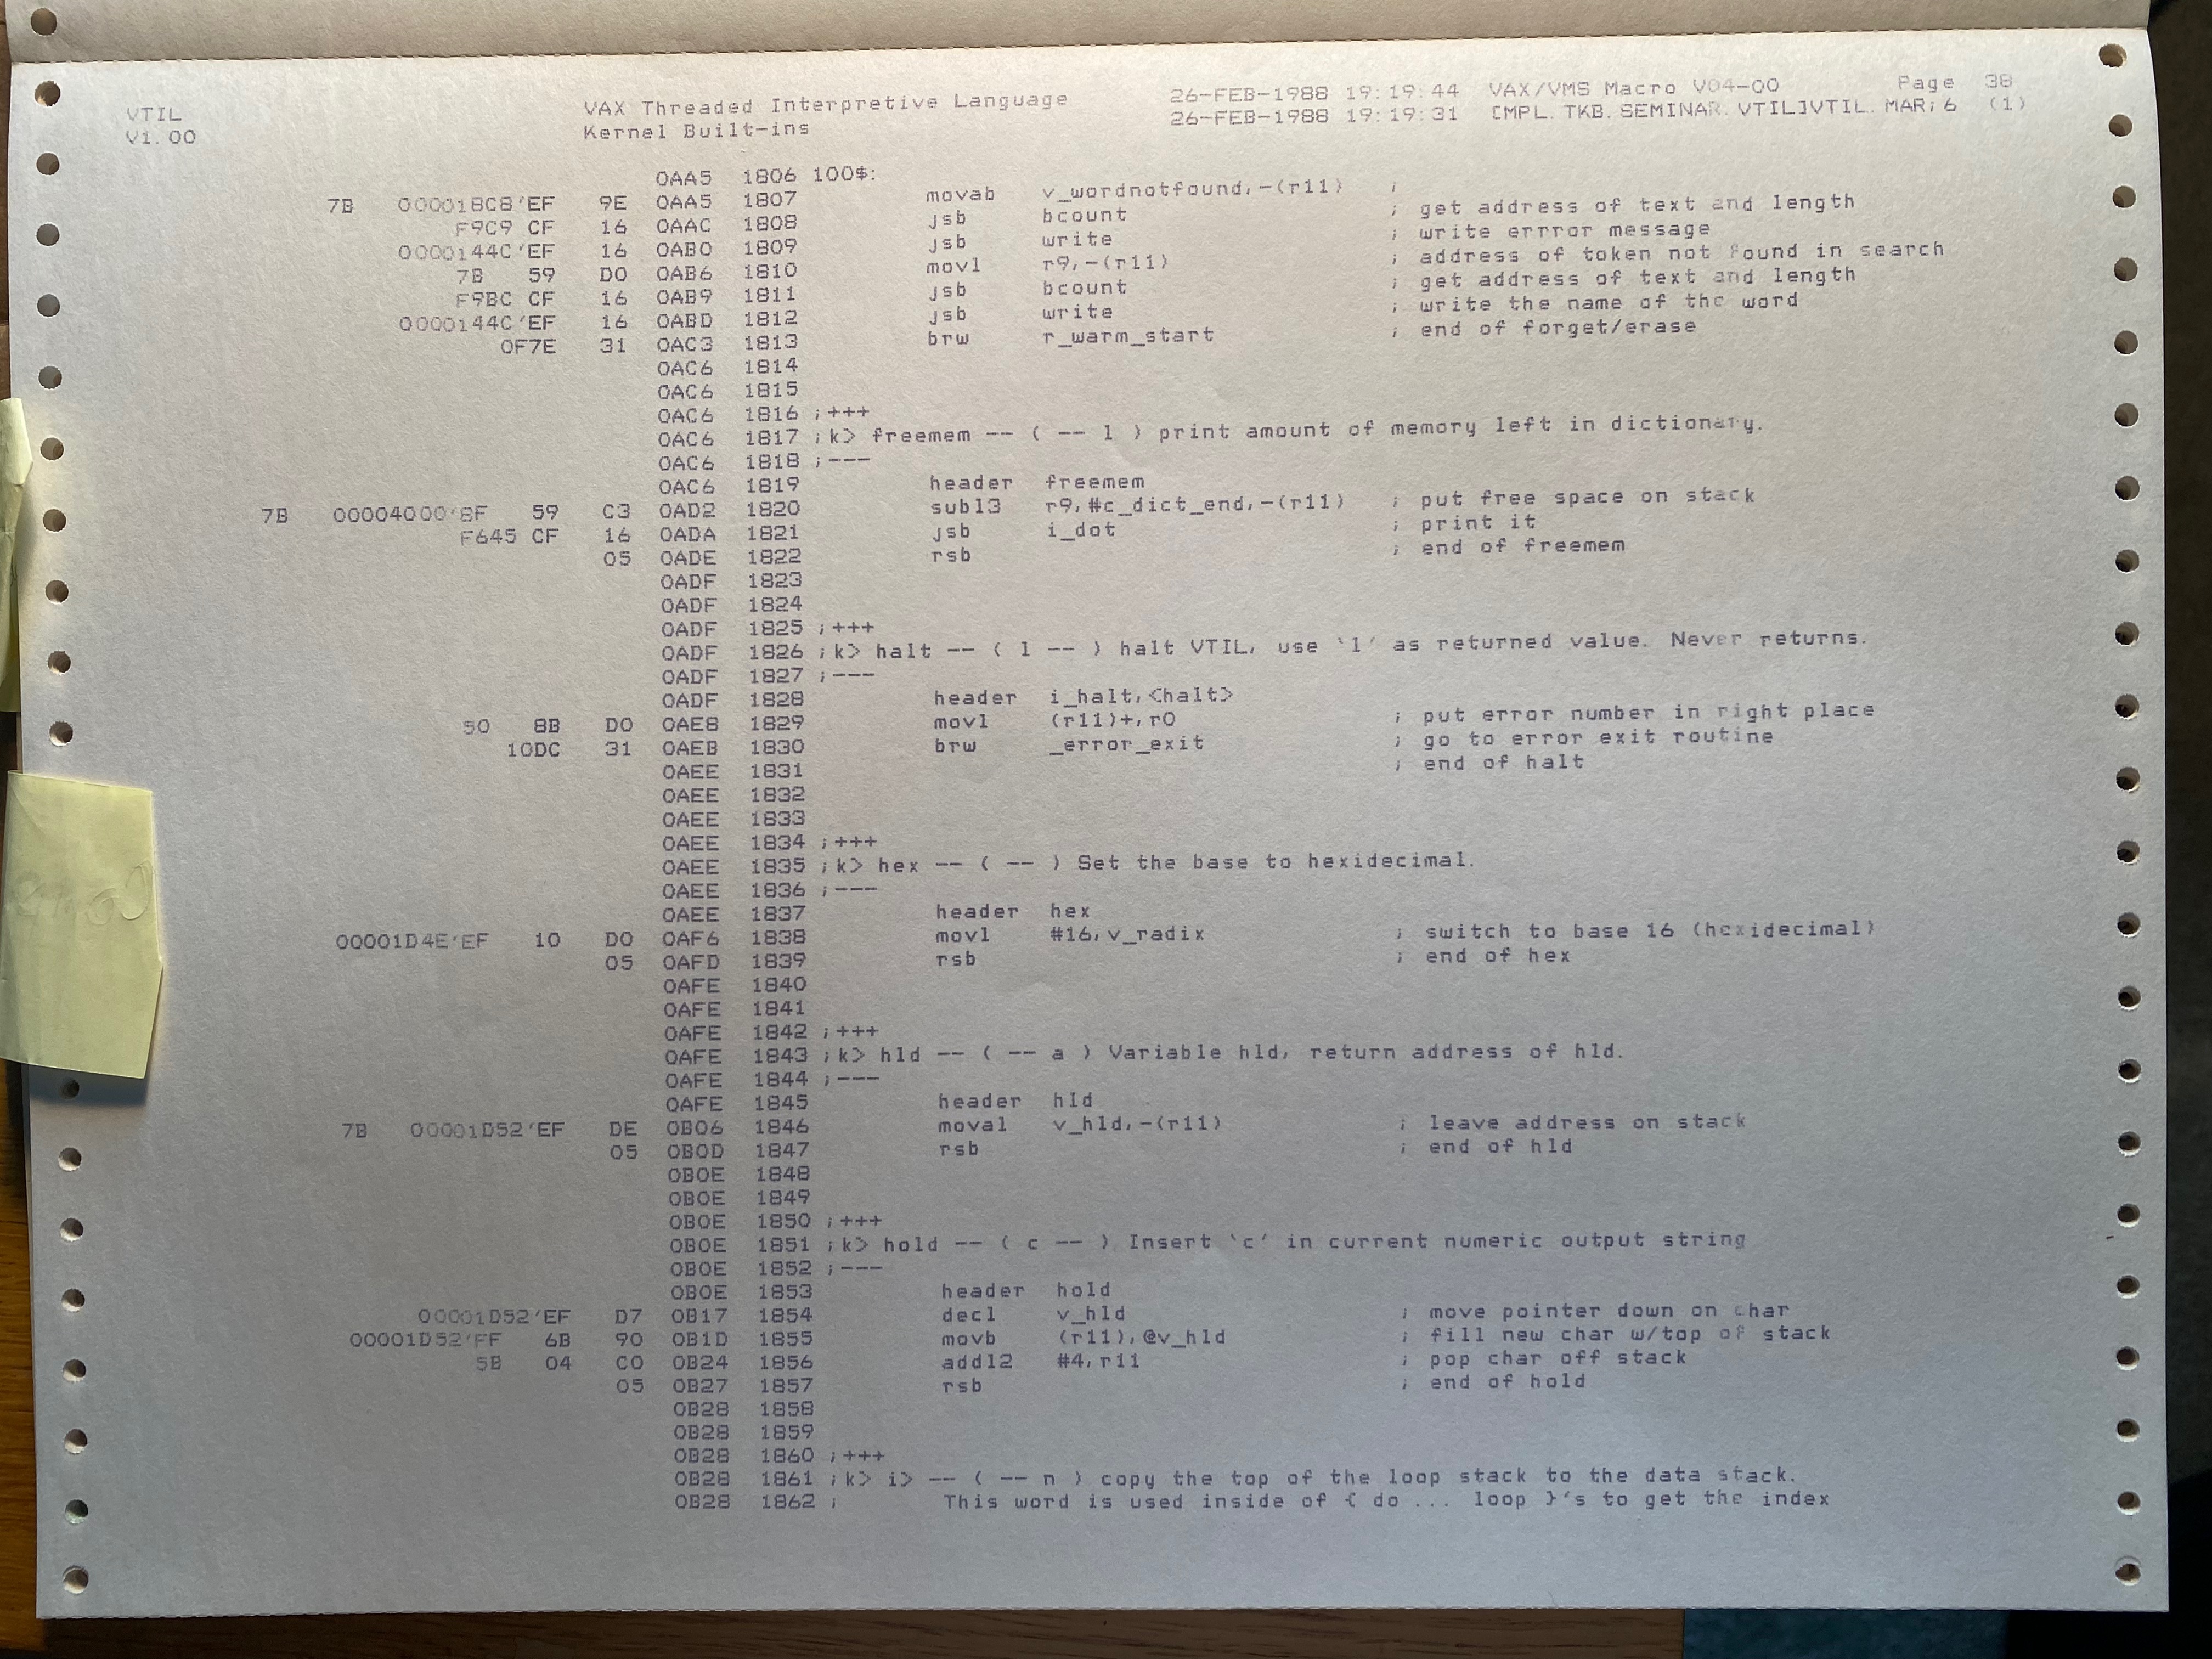 VTIL VAX Threaded Interpretive Language 26-FEB-1988 19:19:44 VAX/VMS Macro V04-00 Page 38
V1.00 Kernel Built-ins 26-FEB-1988 19:19:31 [MPL.TKB.SEMINAR.VTIL]VTIL.MAR;6 (1)
0AA5 1806 100$:
7B 000018C8'EF 9E 0AA5 1807 movab v_wordnotfound,-(r11) ;
F9C9 CF 16 0AAC 1808 jsb bcount ; get address of text and length
0000144C'EF 16 0AB0 1809 jsb write ; write errror message
7B 59 D0 0AB6 1810 movl r9,-(r11) ; address of token not found in search
F9BC CF 16 0AB9 1811 jsb bcount ; get address of text and length
0000144C'EF 16 0ABD 1812 jsb write ; write the name of the word
0F7E 31 0AC3 1813 brw r_warm_start ; end of forget/erase
0AC6 1814
0AC6 1815
0AC6 1816 ;+++
0AC6 1817 ;k> freemem -- ( -- l ) print amount of memory left in dictionary.
0AC6 1818 ;---
0AC6 1819 header freemem
7B 00004000'8F 59 C3 0AD2 1820 subl3 r9,#c_dict_end,-(r11) ; put free space on stack
F645 CF 16 0ADA 1821 jsb i_dot ; print it
05 0ADE 1822 rsb ; end of freemem
0ADF 1823
0ADF 1824
0ADF 1825 ;+++
0ADF 1826 ;k> halt -- ( l -- ) halt VTIL, use `l' as returned value. Never returns.
0ADF 1827 ;---
0ADF 1828 header i_halt,<halt>
50 8B D0 0AE8 1829 movl (r11)+,r0 ; put error number in right place
10DC 31 0AEB 1830 brw _error_exit ; go to error exit routine
0AEE 1831 ; end of halt
0AEE 1832
0AEE 1833
0AEE 1834 ;+++
0AEE 1835 ;k> hex -- ( -- ) Set the base to hexidecimal.
0AEE 1836 ;---
0AEE 1837 header hex
00001D4E'EF 10 D0 0AF6 1838 movl #16,v_radix ; switch to base 16 (hexidecimal)
05 0AFD 1839 rsb ; end of hex
0AFE 1840
0AFE 1841
0AFE 1842 ;+++
0AFE 1843 ;k> hld -- ( -- a ) Variable hld, return address of hld.
0AFE 1844 ;---
0AFE 1845 header hld
7B 00001D52'EF DE 0B06 1846 moval v_hld,-(r11) ; leave address on stack
05 0B0D 1847 rsb ; end of hld
0B0E 1848
0B0E 1849
0B0E 1850 ;+++
0B0E 1851 ;k> hold -- ( c -- ) Insert `c' in current numeric output string
0B0E 1852 ;---
0B0E 1853 header hold
00001D52'EF D7 0B17 1854 decl v_hld ; move pointer down on char
00001D52'FF 6B 90 0B1D 1855 movb (r11),@v_hld ; fill new char w/top of stack
5B 04 C0 0B24 1856 addl2 #4,r11 ; pop char off stack
05 0B27 1857 rsb ; end of hold
0B28 1858
0B28 1859
0B28 1860 ;+++
0B28 1861 ;k> i> -- ( -- n ) copy the top of the loop stack to the data stack.
0B28 1862 ; This word is used inside of { do ... loop }'s to get the index